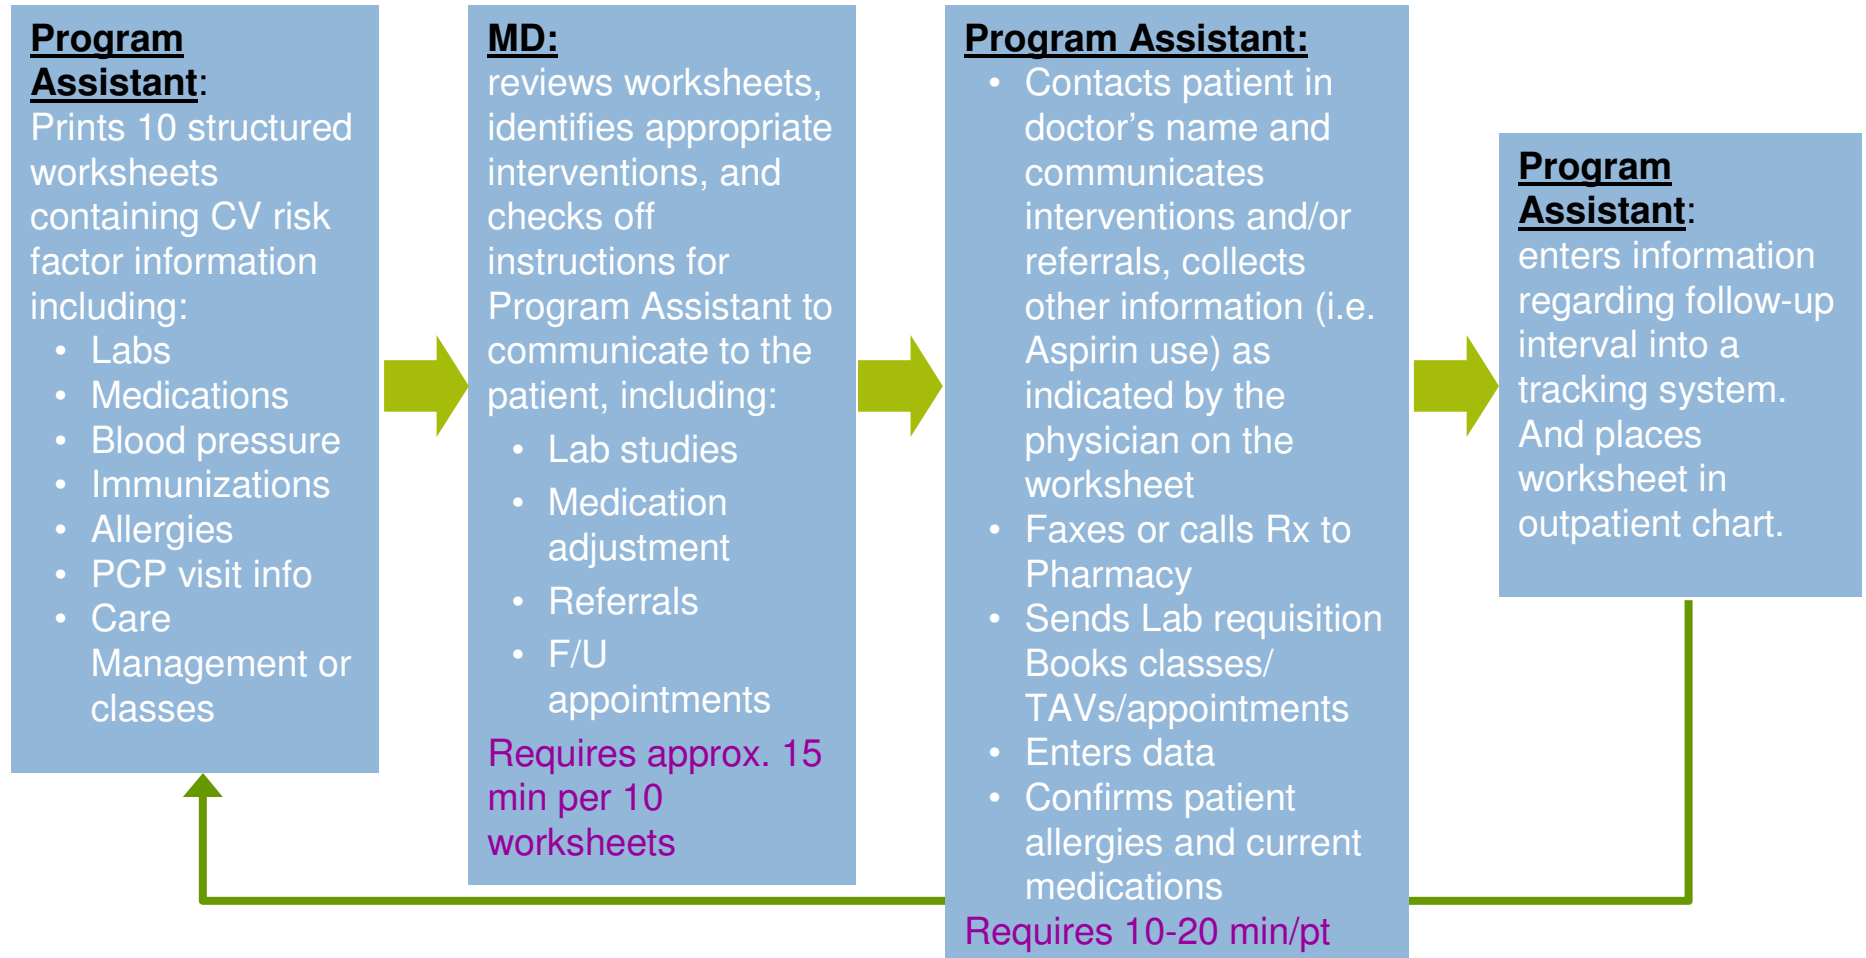 Program
Assistant:
Prints 10 structured
worksheets
containing CV risk
factor information
including:
• Labs
• Medications
• Blood pressure
• Immunizations
• Allergies
• PCP visit info
• Care
Management or
classes
MD:
reviews worksheets,
identifies appropriate
interventions, and
checks off
instructions for
Program Assistant to
communicate to the
patient, including:
• Lab studies
• Medication
adjustment
• Referrals
• F/U
appointments
Requires approx. 15
min per 10
worksheets
Program Assistant:
• Contacts patient in
doctor’s name and
communicates
interventions and/or
referrals, collects
other information (i.e.
Aspirin use) as
indicated by the
physician on the
worksheet
• Faxes or calls Rx to
Pharmacy
• Sends Lab requisition
Books classes/
TAVs/appointments
• Enters data
• Confirms patient
allergies and current
medications
Requires 10-20 min/pt
Program
Assistant:
enters information
regarding follow-up
interval into a
tracking system.
And places
worksheet in
outpatient chart.